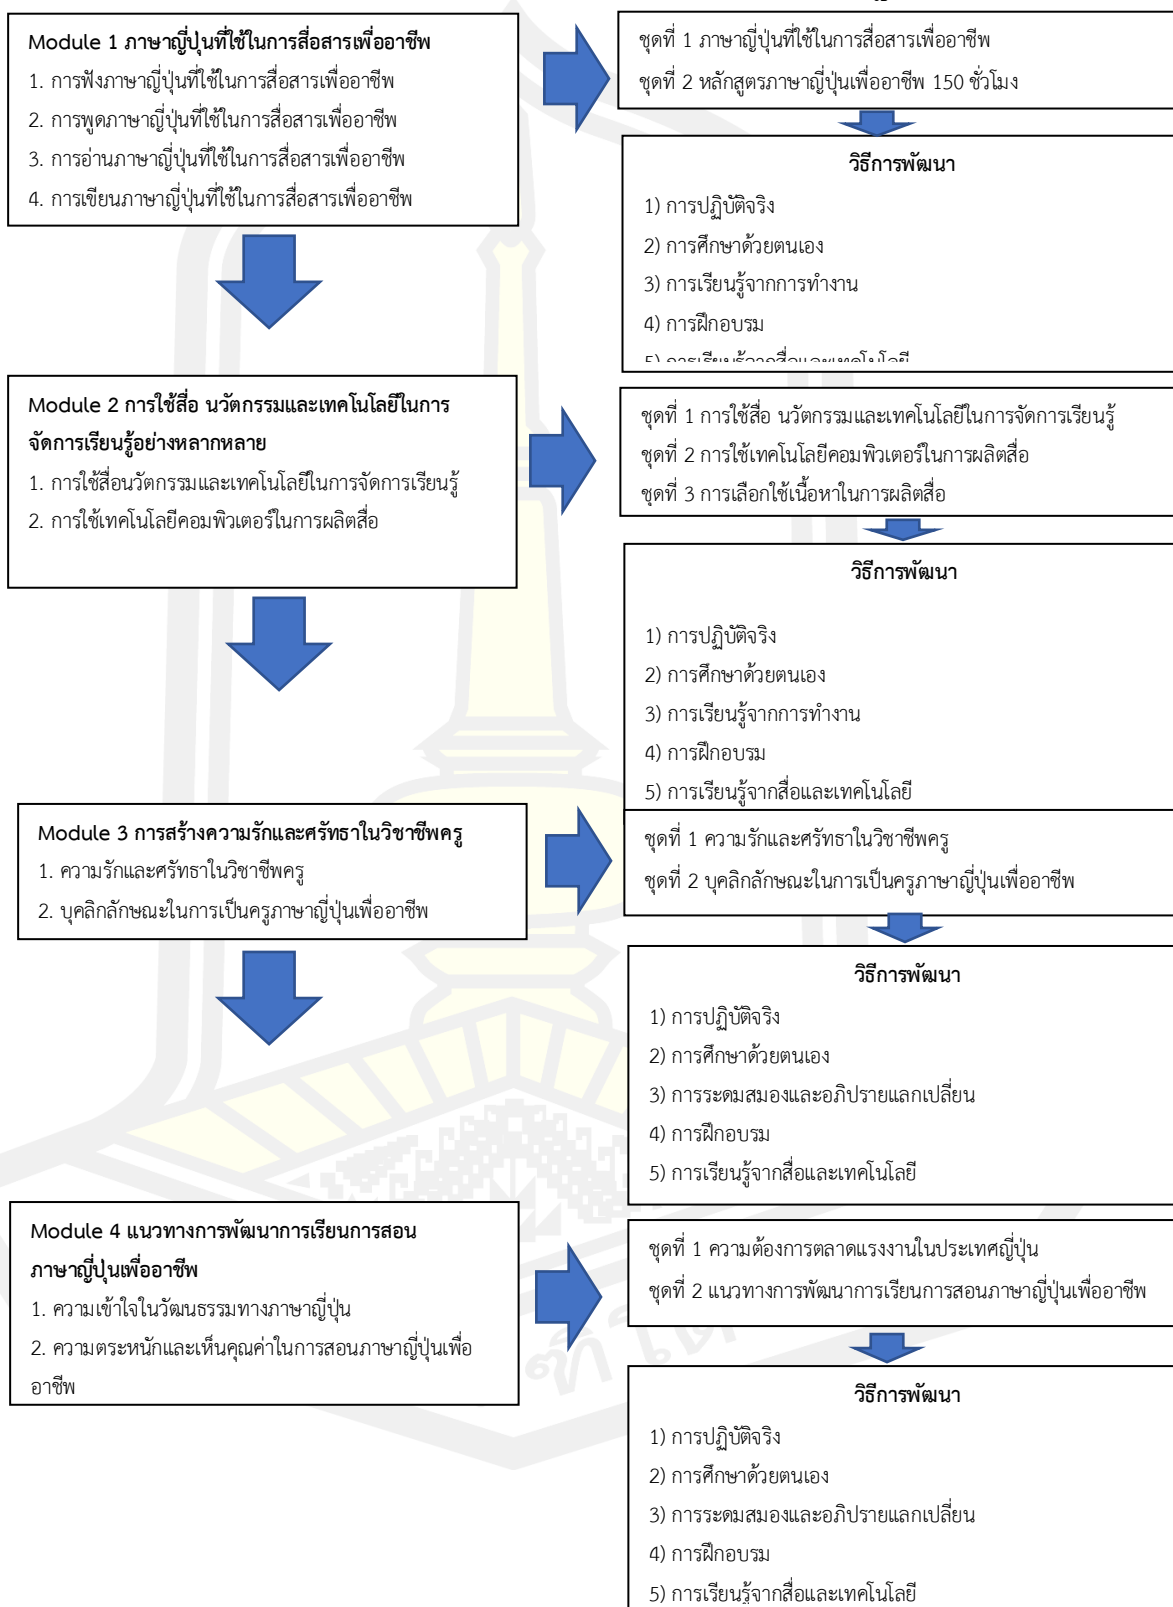 Module 1 ภาษาญี่ปุ่นที่ใช้ในการสื่อสารเพื่ออาชีพ
1. การฟังภาษาญี่ปุ่นที่ใช้ในการสื่อสารเพื่ออาชีพ
2. การพูดภาษาญี่ปุ่นที่ใช้ในการสื่อสารเพื่ออาชีพ
3. การอ่านภาษาญี่ปุ่นที่ใช้ในการสื่อสารเพื่ออาชีพ
4. การเขียนภาษาญี่ปุ่นที่ใช้ในการสื่อสารเพื่ออาชีพ
ชุดที่ 1 ภาษาญี่ปุ่นที่ใช้ในการสื่อสารเพื่ออาชีพ
ชุดที่ 2 หลักสูตรภาษาญี่ปุ่นเพื่ออาชีพ 150 ชั่วโมง
วิธีการพัฒนา
1) การปฏิบัติจริง
2) การศึกษาด้วยตนเอง
3) การเรียนรู้จากการทำงาน
4) การฝึกอบรม
5) การเรียนรู้จากสื่อและเทคโนโลยี
Module 2 การใช้สื่อ นวัตกรรมและเทคโนโลยีในการ
จัดการเรียนรู้อย่างหลากหลาย
1. การใช้สื่อนวัตกรรมและเทคโนโลยีในการจัดการเรียนรู้
2. การใช้เทคโนโลยีคอมพิวเตอร์ในการผลิตสื่อ
ชุดที่ 1 การใช้สื่อ นวัตกรรมและเทคโนโลยีในการจัดการเรียนรู้
ชุดที่ 2 การใช้เทคโนโลยีคอมพิวเตอร์ในการผลิตสื่อ
ชุดที่ 3 การเลือกใช้เนื้อหาในการผลิตสื่อ
วิธีการพัฒนา
1) การปฏิบัติจริง
2) การศึกษาด้วยตนเอง
3) การเรียนรู้จากการทำงาน
4) การฝึกอบรม
5) การเรียนรู้จากสื่อและเทคโนโลยี
Module 3 การสร้างความรักและศรัทธาในวิชาชีพครู
1. ความรักและศรัทธาในวิชาชีพครู
2. บุคลิกลักษณะในการเป็นครูภาษาญี่ปุ่นเพื่ออาชีพ
ชุดที่ 1 ความรักและศรัทธาในวิชาชีพครู
ชุดที่ 2 บุคลิกลักษณะในการเป็นครูภาษาญี่ปุ่นเพื่ออาชีพ
วิธีการพัฒนา
1) การปฏิบัติจริง
2) การศึกษาด้วยตนเอง
3) การระดมสมองและอภิปรายแลกเปลี่ยน
4) การฝึกอบรม
5) การเรียนรู้จากสื่อและเทคโนโลยี
Module 4 แนวทางการพัฒนาการเรียนการสอน
ภาษาญี่ปุ่นเพื่ออาชีพ
1. ความเข้าใจในวัฒนธรรมทางภาษาญี่ปุ่น
2. ความตระหนักและเห็นคุณค่าในการสอนภาษาญี่ปุ่นเพื่อ
อาชีพ
ชุดที่ 1 ความต้องการตลาดแรงงานในประเทศญี่ปุ่น
ชุดที่ 2 แนวทางการพัฒนาการเรียนการสอนภาษาญี่ปุ่นเพื่ออาชีพ
วิธีการพัฒนา
1) การปฏิบัติจริง
2) การศึกษาด้วยตนเอง
3) การระดมสมองและอภิปรายแลกเปลี่ยน
4) การฝึกอบรม
5) การเรียนรู้จากสื่อและเทคโนโลยี